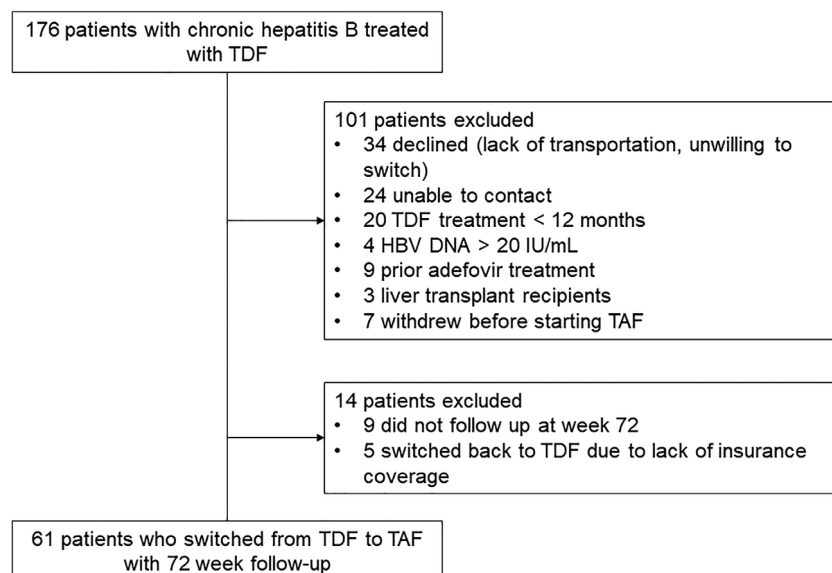 176 patients with chronic hepatitis B treated
with TDF
101 patients excluded
• 34 declined (lack of transportation, unwilling to
switch)
• 24 unable to contact
• 20 TDF treatment < 12 months
• 4 HBV DNA > 20 IU/mL
• 9 prior adefovir treatment
• 3 liver transplant recipients
• 7 withdrew before starting TAF
14 patients excluded
• 9 did not follow up at week 72
• 5 switched back to TDF due to lack of insurance
coverage
61 patients who switched from TDF to TAF
with 72 week follow-up